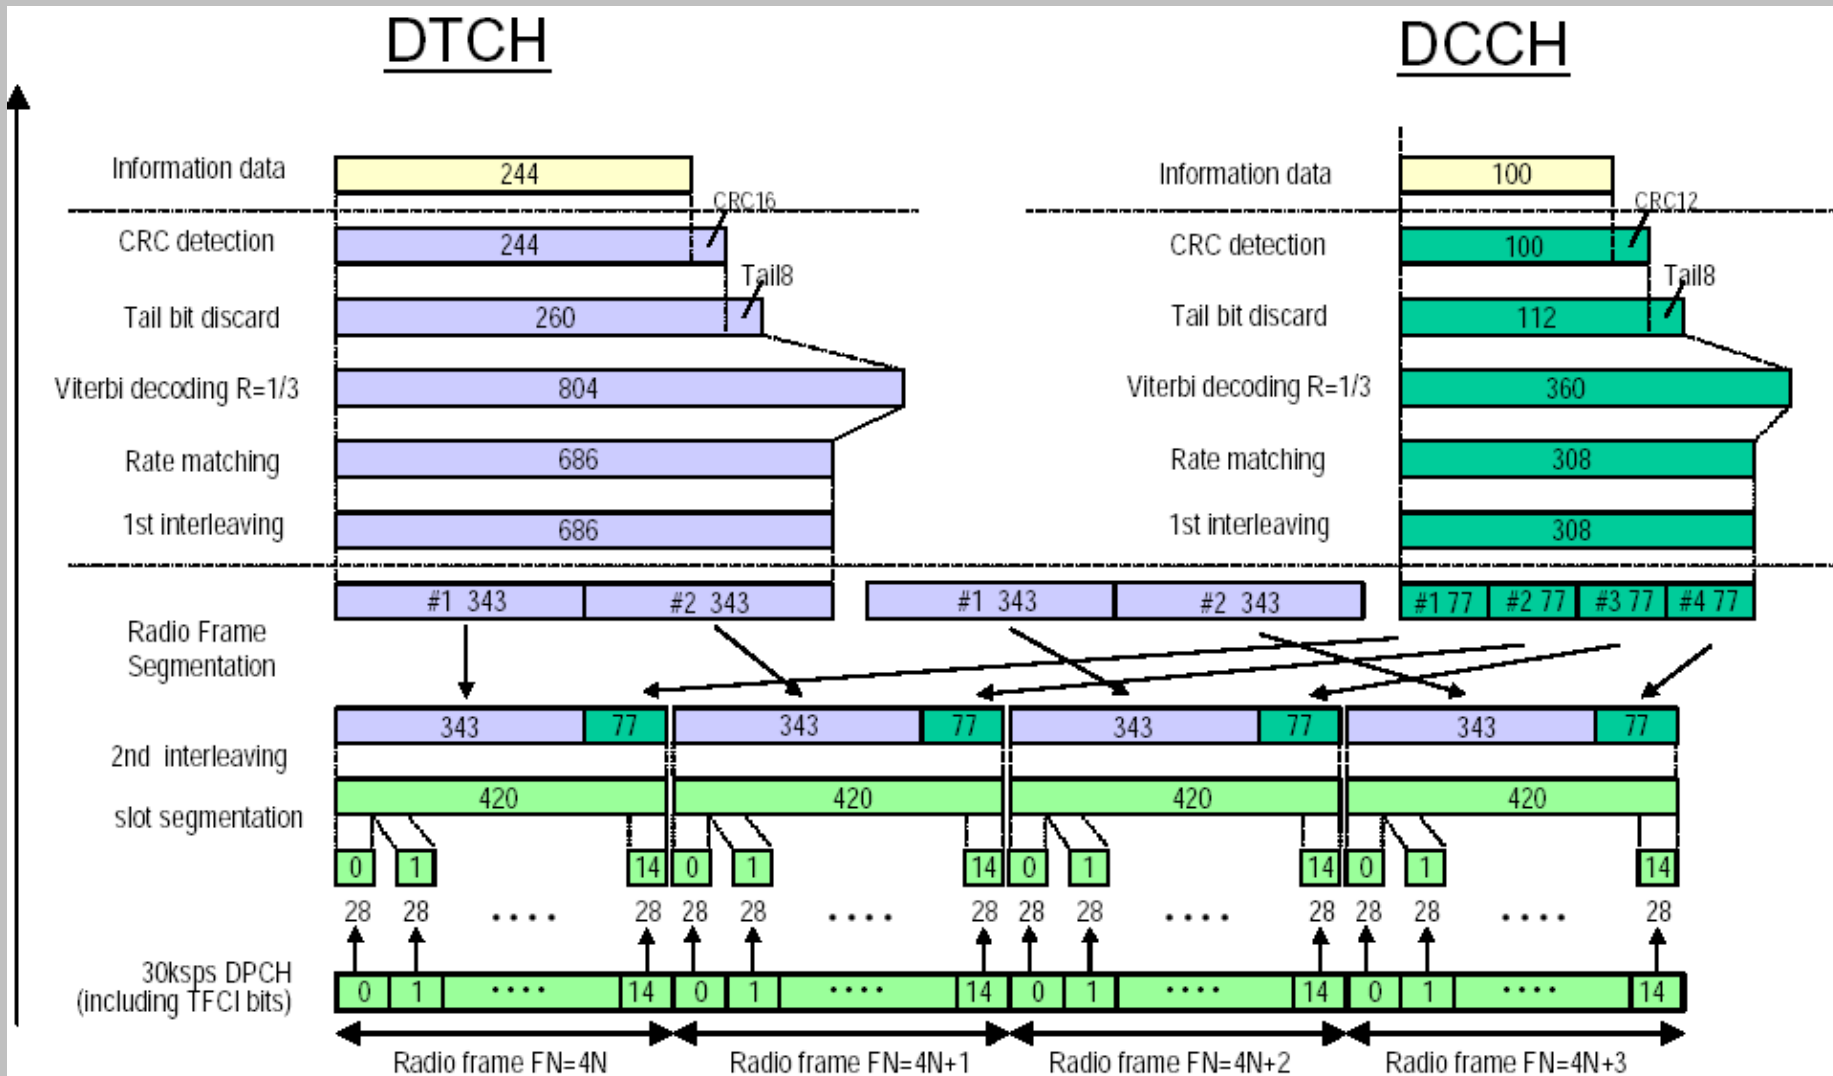 DTCH
DCCH
Information data
244
Information data
100
CRC16
CRC12
CRC detection
244
CRC detection
100
Tail8
Tail8
Tail bit discard
260
Tail bit discard
112
Viterbi decoding R=1/3
804
Viterbi decoding R=1/3
360
Rate matching
686
Rate matching
308
1st interleaving
686
1st interleaving
308
#1 343
#2 343
#1 343
#2 343
#1 77
#2 77
#3 77
#4 77
Radio Frame
Segmentation
343
77
343
77
343
77
343
77
2nd interleaving
420
420
420
420
slot segmentation
0
1
14
0
1
14
0
1
14
0
1
14
28
28
....
28
28
28
....
28
28
28
....
28
28
28
....
28
30ksps DPCH
(including TFCI bits)
0
1
....
14
0
1
....
14
0
1
....
14
0
1
....
14
Radio frame FN=4N
Radio frame FN=4N+1
Radio frame FN=4N+2
Radio frame FN=4N+3